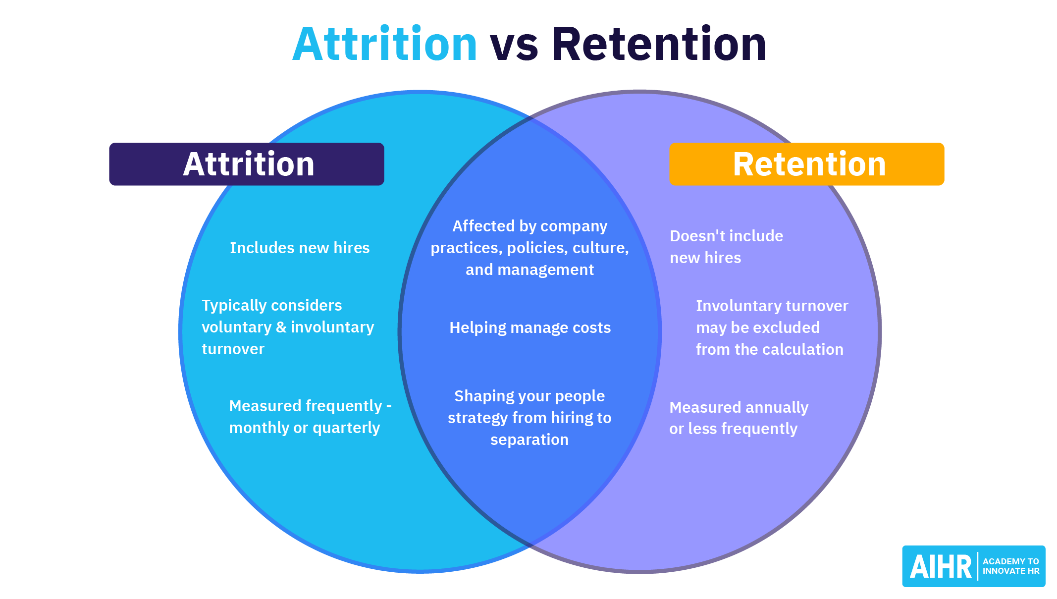 Attrition vs Retention
Attrition
Includes new hires
Typically considers
voluntary & involuntary
turnover
Measured frequently -
monthly or quarterly
Affected by company
practices, policies, culture,
and management
Helping manage costs
Shaping your people
strategy from hiring to
separation
Retention
Doesn't include
new hires
Involuntary turnover
may be excluded
from the calculation
Measured annually
or less frequently
AIHR
ACADEMY TO
INNOVATE HR